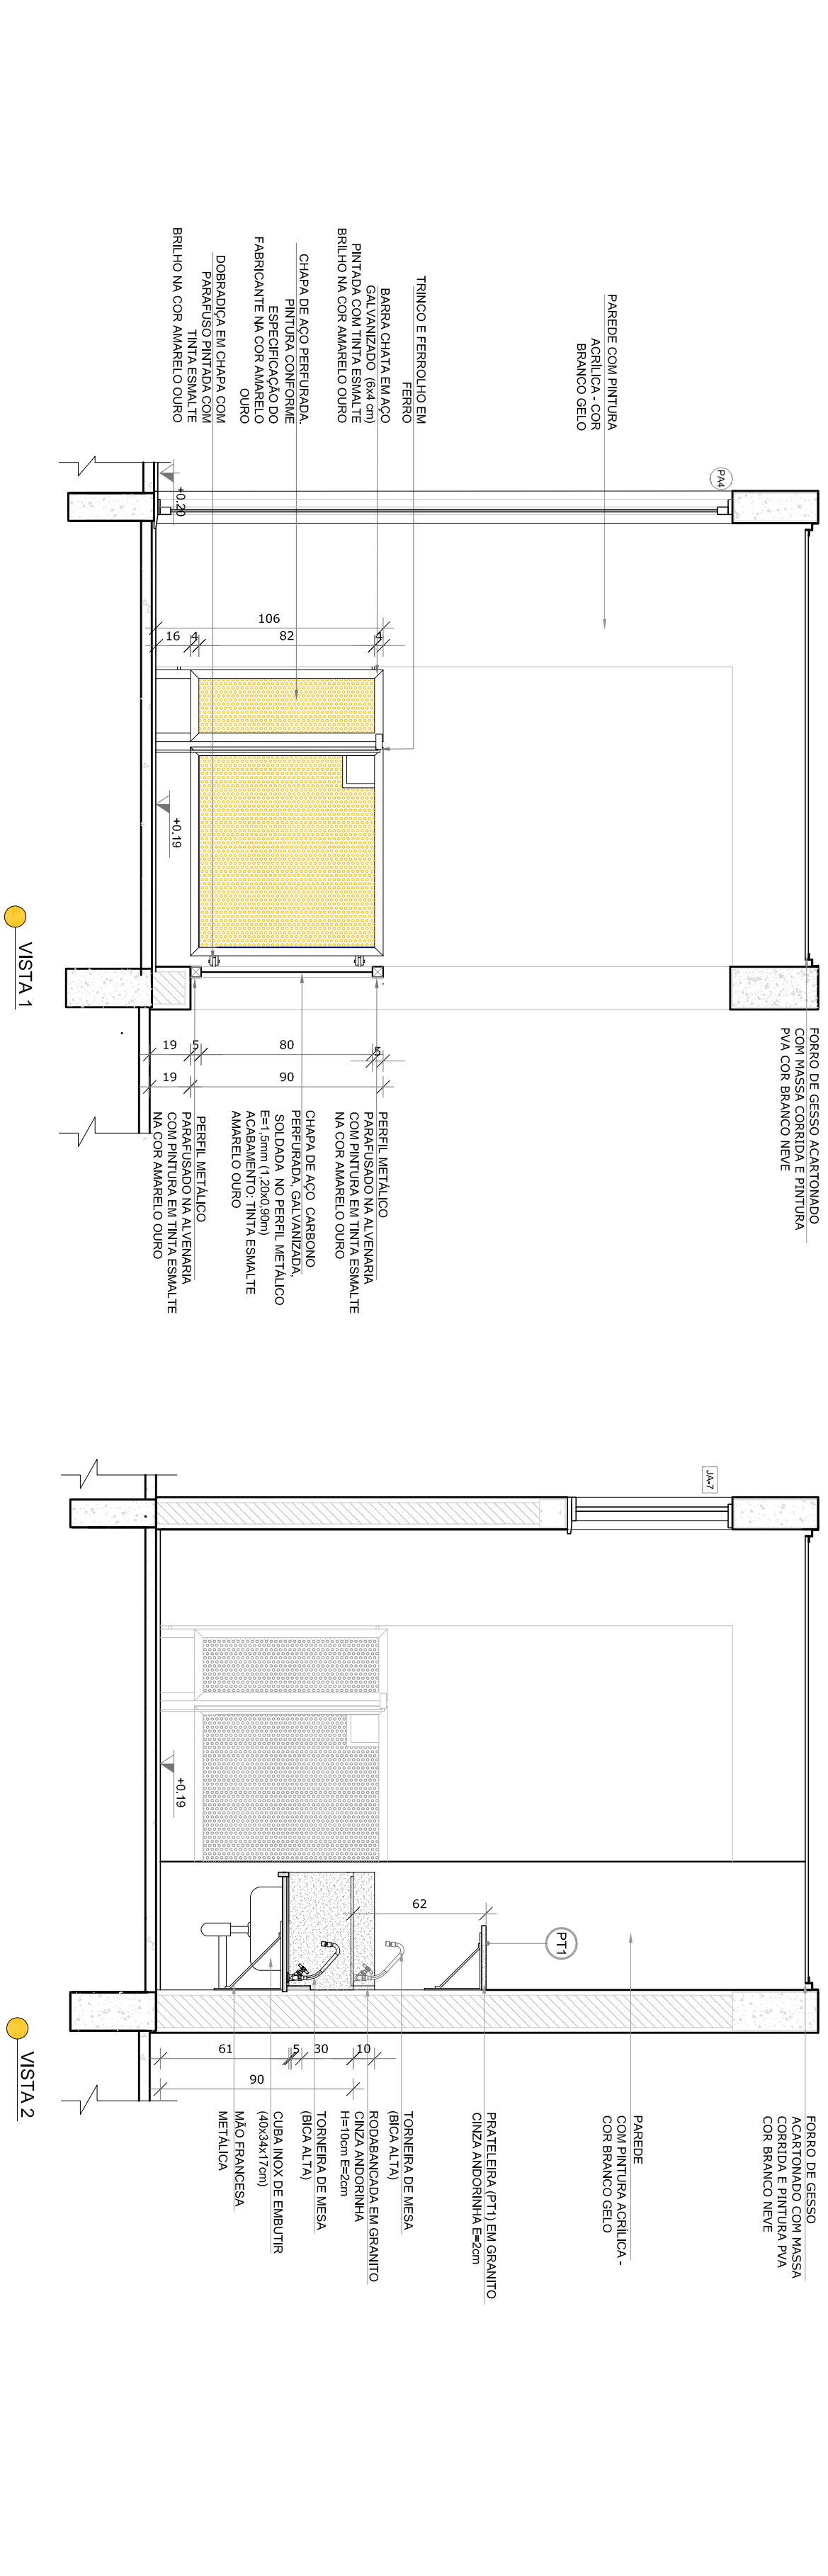 PAREDE COM PINTURA
ACRÍLICA - COR
BRANCO GELO
TRINCO E FERROLHO EM
FERRO
BARRA CHATA EM AÇO
GALVANIZADO (6x4 cm)
PINTADA COM TINTA ESMALTE
BRILHO NA COR AMARELO OURO
CHAPA DE AÇO PERFURADA.
PINTURA CONFORME
ESPECIFICAÇÃO DO
FABRICANTE NA COR AMARELO
OURO
DOBRADIÇA EM CHAPA COM
PARAFUSO PINTADA COM
TINTA ESMALTE
BRILHO NA COR AMARELO OURO
PA4
+0.20
106
16
4
82
4
+0.19
19
5
80
5
19
90
FORRO DE GESSO ACARTONADO
COM MASSA CORRIDA E PINTURA
PVA COR BRANCO NEVE
PERFIL METÁLICO
PARAFUSADO NA ALVENARIA
COM PINTURA EM TINTA ESMALTE
NA COR AMARELO OURO
CHAPA DE AÇO CARBONO
PERFURADA, GALVANIZADA,
SOLDADA NO PERFIL METÁLICO
E=1,5mm (1,20x0,90m)
ACABAMENTO: TINTA ESMALTE
AMARELO OURO
PERFIL METÁLICO
PARAFUSADO NA ALVENARIA
COM PINTURA EM TINTA ESMALTE
NA COR AMARELO OURO
VISTA 1
JA-7
+0.19
62
PT1
61
5
30
10
90
FORRO DE GESSO
ACARTONADO COM MASSA
CORRIDA E PINTURA PVA
COR BRANCO NEVE
PAREDE
COM PINTURA ACRÍLICA -
COR BRANCO GELO
PRATELEIRA (PT1) EM GRANITO
CINZA ANDORINHA E=2cm
TORNEIRA DE MESA
(BICA ALTA)
RODABANCADA EM GRANITO
CINZA ANDORINHA
H=10cm E=2cm
TORNEIRA DE MESA
(BICA ALTA)
CUBA INOX DE EMBUTIR
(40x34x17cm)
MÃO FRANCESA
METÁLICA
VISTA 2